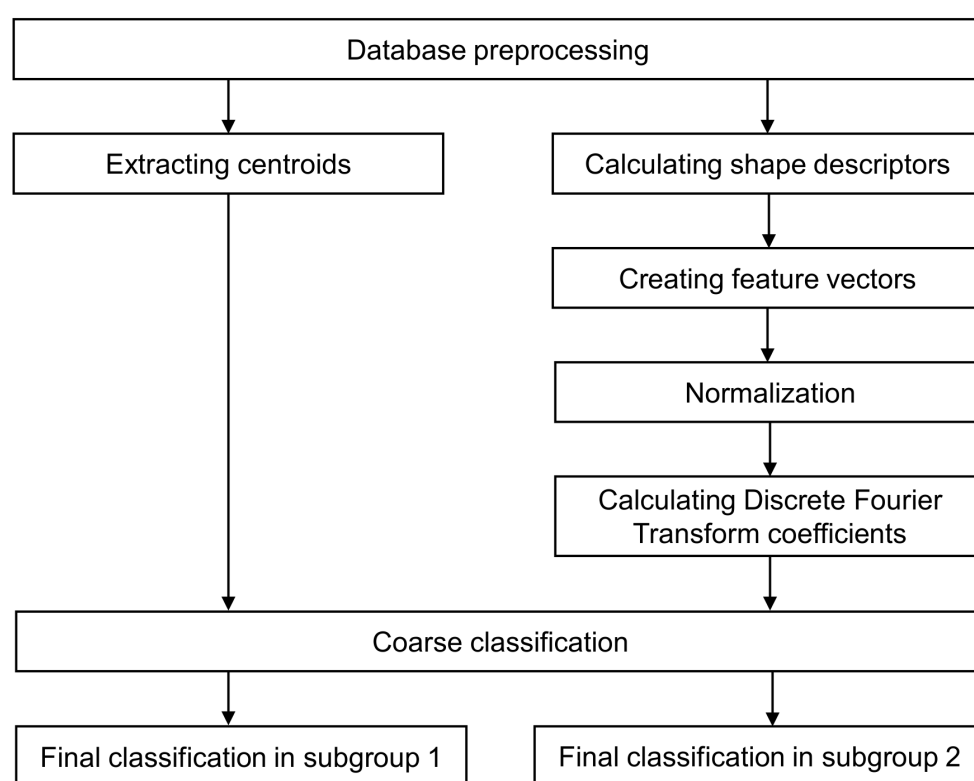 Database preprocessing
Extracting centroids
Calculating shape descriptors
Creating feature vectors
Normalization
Calculating Discrete Fourier
Transform coefficients
Coarse classification
Final classification in subgroup 1
Final classification in subgroup 2